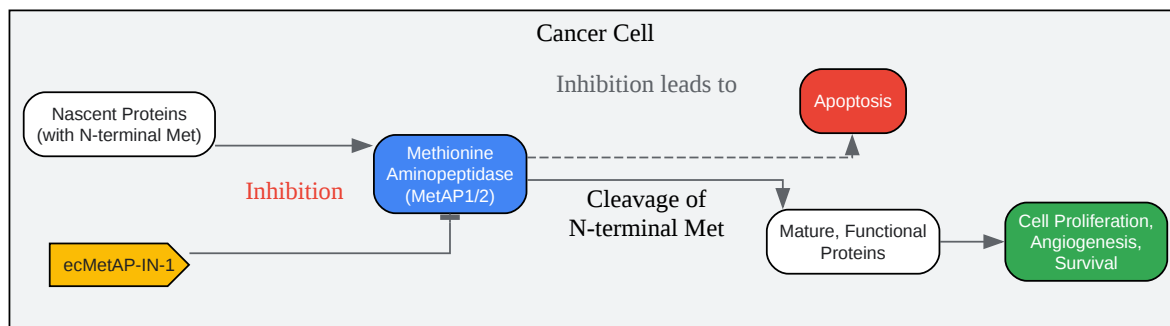 Cancer Cell
Inhibition leads to
Apoptosis
Nascent Proteins
(with N-terminal Met)
Methionine
Aminopeptidase
(MetAP1/2)
Inhibition
Cleavage of
N-terminal Met
Mature, Functional
Proteins
Cell Proliferation,
Angiogenesis,
Survival
ecMetAP-IN-1